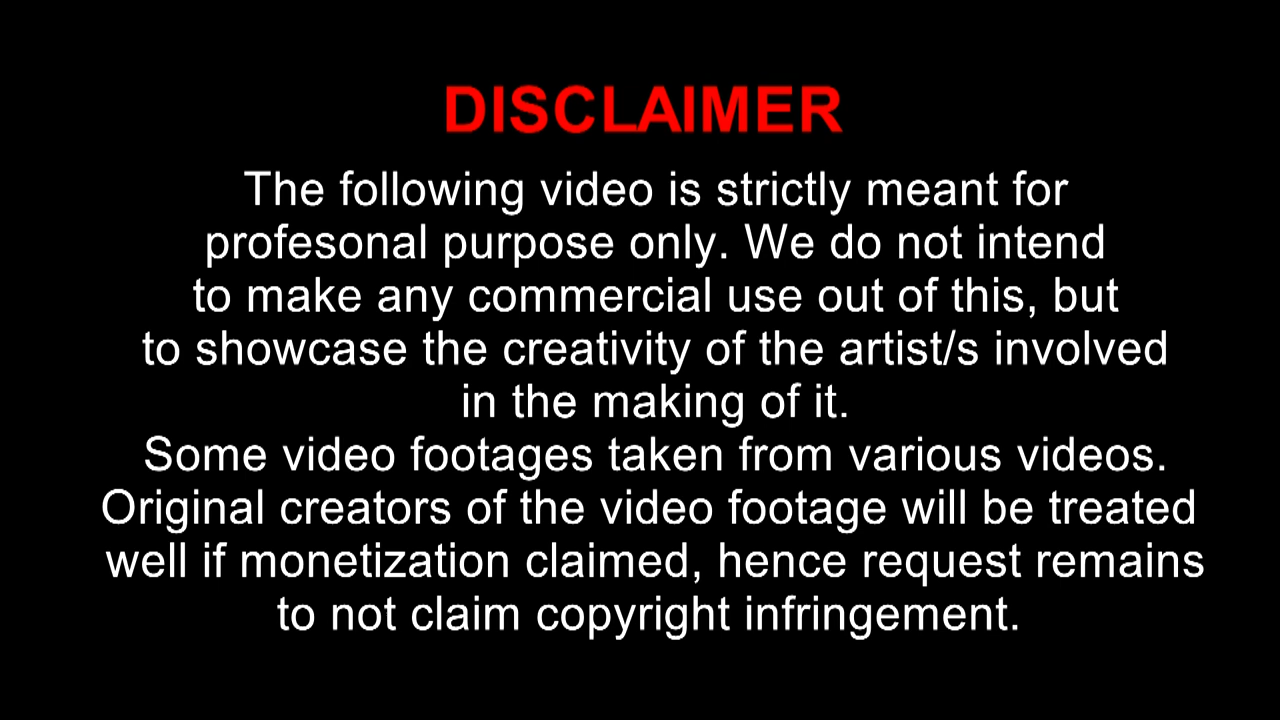 DISCLAIMER
The following video is strictly meant for
profesonal purpose only. We do not intend
to make any commercial use out of this, but
to showcase the creativity of the artist/s involved
in the making of it.
Some video footages taken from various videos.
Original creators of the video footage will be treated
well if monetization claimed, hence request remains
to not claim copyright infringement.